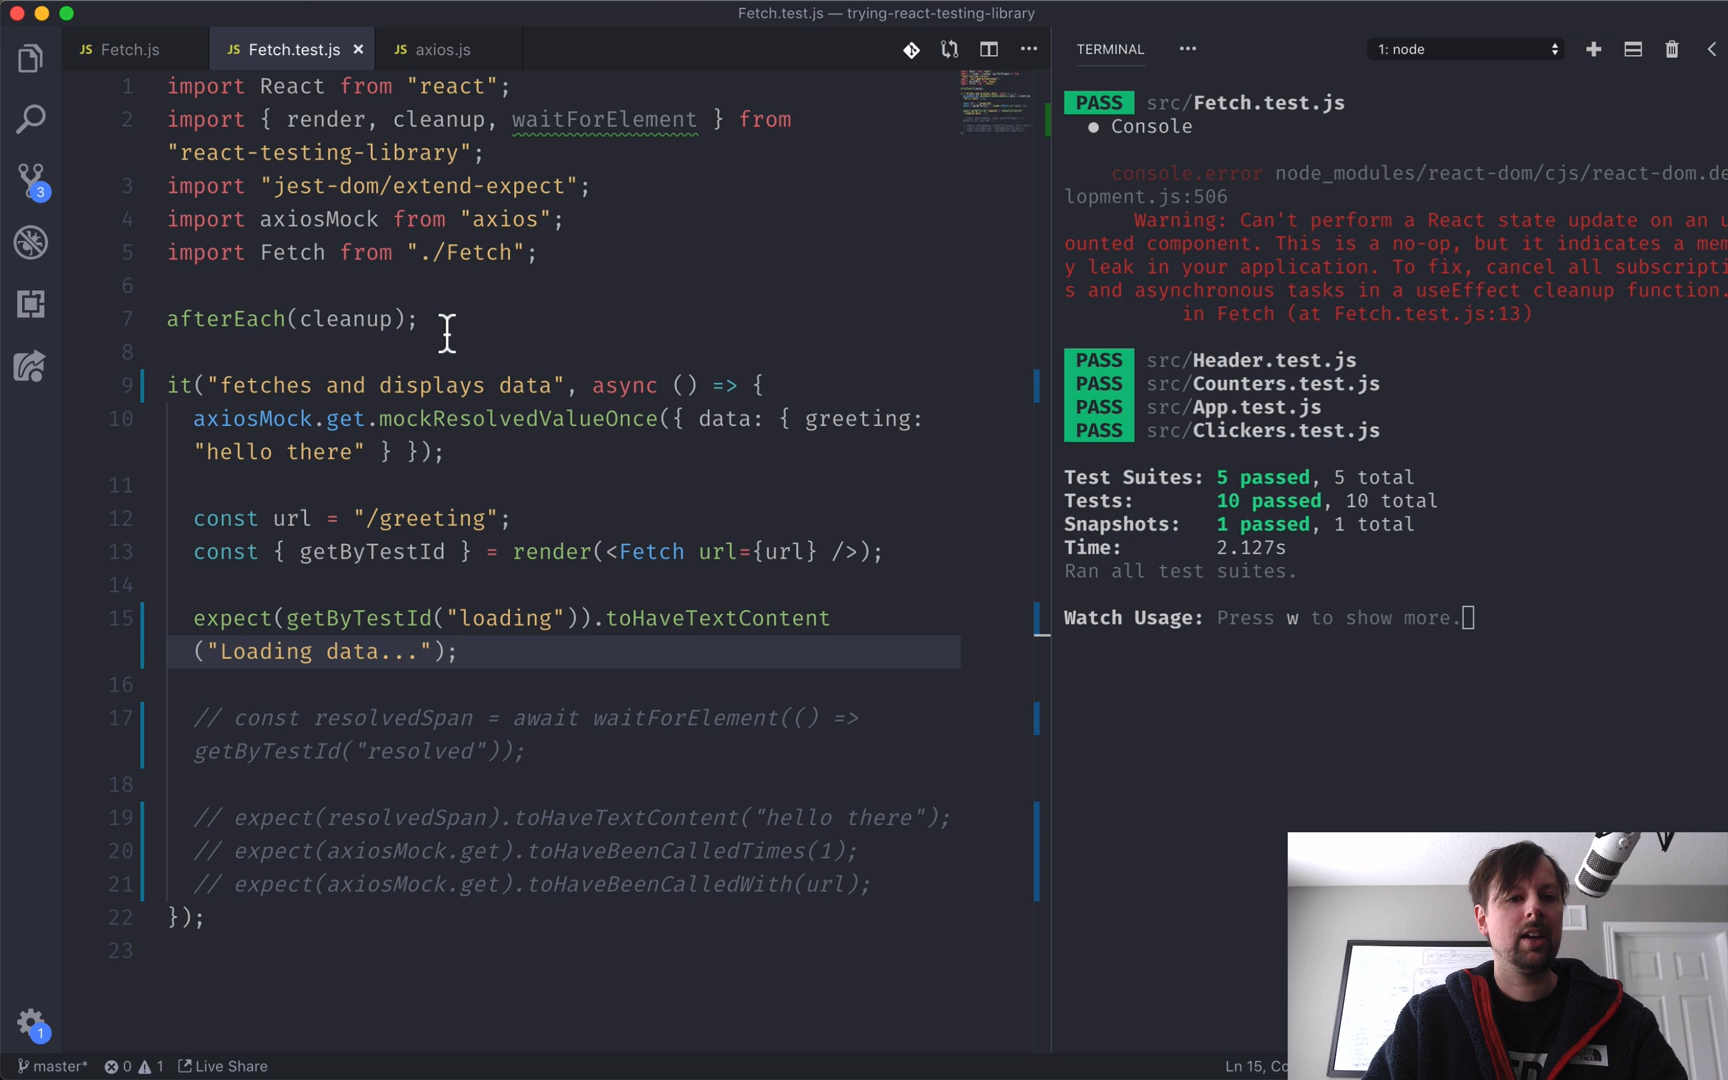 Fetch.test.js — trying-react-testing-library
JS Fetch.js
JS Fetch.test.js ×
JS axios.js
TERMINAL
1: node
1 import React from "react";
2 import { render, cleanup, waitForElement } from
"react-testing-library";
3 import "jest-dom/extend-expect";
4 import axiosMock from "axios";
5 import Fetch from "./Fetch";
6
7 afterEach(cleanup);
8
9 it("fetches and displays data", async () => {
10 axiosMock.get.mockResolvedValueOnce({ data: { greeting:
"hello there" } });
11
12 const url = "/greeting";
13 const { getByTestId } = render(<Fetch url={url} />);
14
15 expect(getByTestId("loading")).toHaveTextContent
("Loading data...");
16
17 // const resolvedSpan = await waitForElement(() =>
getByTestId("resolved"));
18
19 // expect(resolvedSpan).toHaveTextContent("hello there");
20 // expect(axiosMock.get).toHaveBeenCalledTimes(1);
21 // expect(axiosMock.get).toHaveBeenCalledWith(url);
22 });
23
3
1
PASS src/Fetch.test.js
● Console
console.error node_modules/react-dom/cjs/react-dom.de
lopment.js:506
Warning: Can't perform a React state update on an u
ounted component. This is a no-op, but it indicates a mem
y leak in your application. To fix, cancel all subscripti
s and asynchronous tasks in a useEffect cleanup function.
in Fetch (at Fetch.test.js:13)
PASS src/Header.test.js
PASS src/Counters.test.js
PASS src/App.test.js
PASS src/Clickers.test.js
Test Suites: 5 passed, 5 total
Tests: 10 passed, 10 total
Snapshots: 1 passed, 1 total
Time: 2.127s
Ran all test suites.
Watch Usage: Press w to show more.
master* 0 1 Live Share
Ln 15, Co